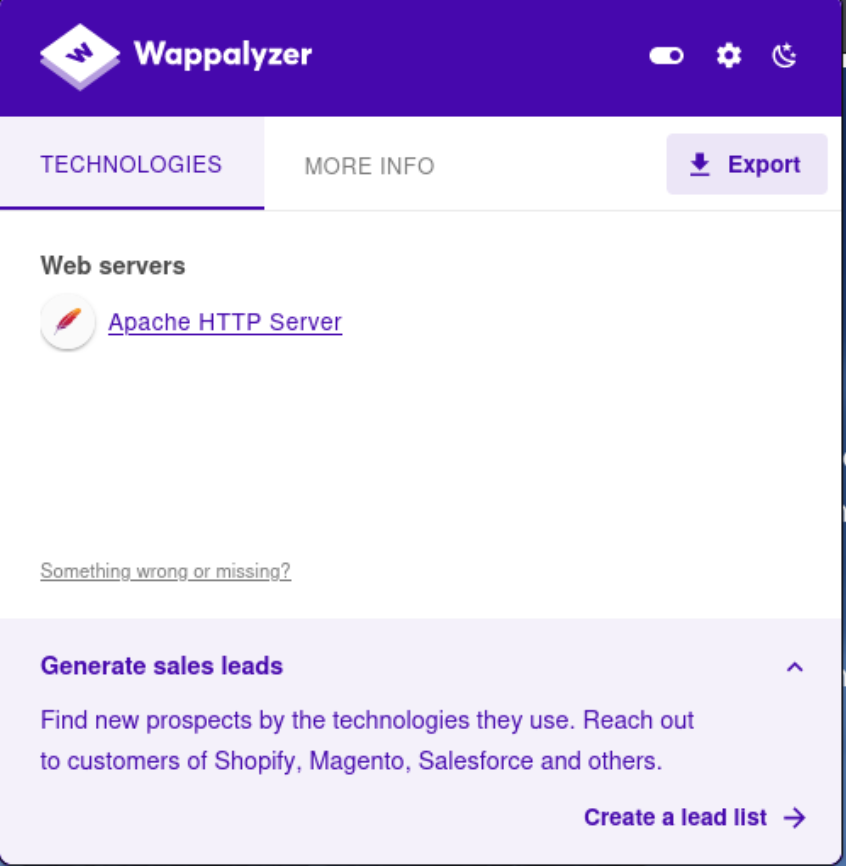 Wappalyzer
TECHNOLOGIES
MORE INFO
Export
Web servers
Apache HTTP Server
Something wrong or missing?
Generate sales leads
Find new prospects by the technologies they use. Reach out
to customers of Shopify, Magento, Salesforce and others.
Create a lead list